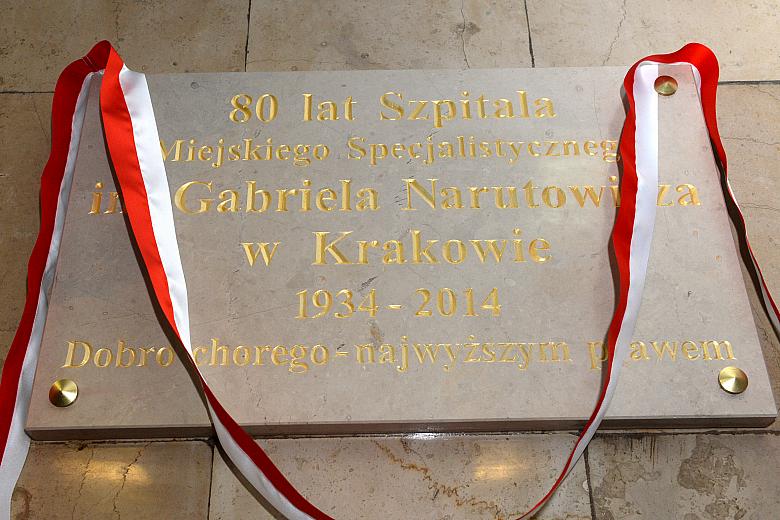 80 lat Szpitala
Miejskiego Specjalistycznego
im. Gabriela Narutowicza
w Krakowie
1934-2014
Dobro chorego-najwyższym prawem